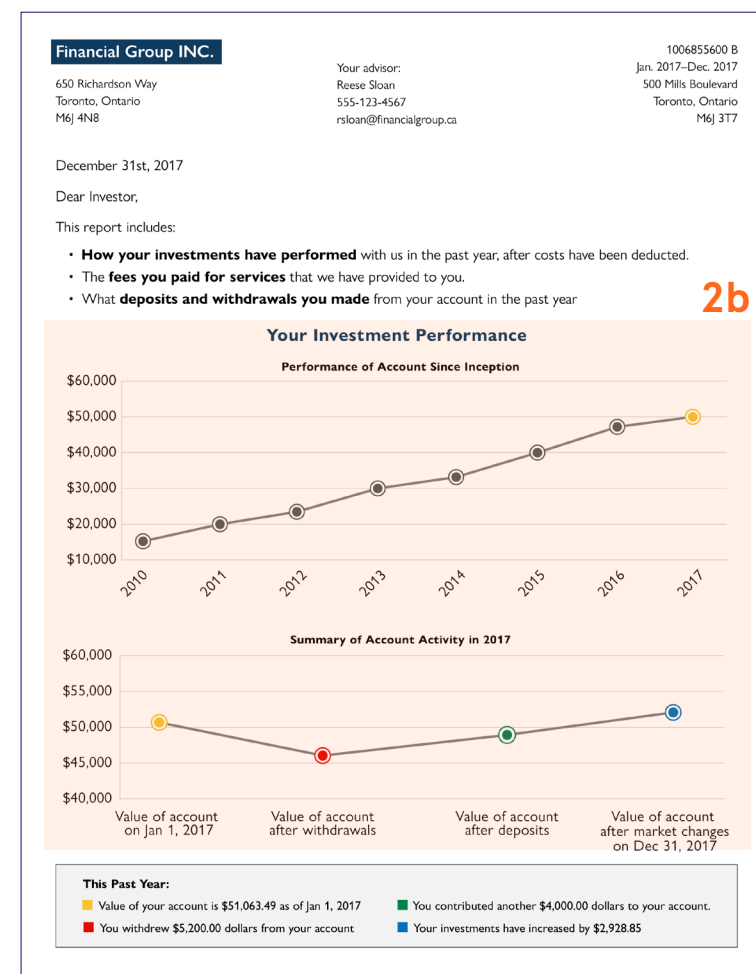 Financial Group INC.
650 Richardson Way
Toronto, Ontario
M6J 4N8
Your advisor:
Reese Sloan
555-123-4567
rsloan@financialgroup.ca
1006855600 B
Jan. 2017–Dec. 2017
500 Mills Boulevard
Toronto, Ontario
M6J 3T7
December 31st, 2017
Dear Investor,
This report includes:
• How your investments have performed with us in the past year, after costs have been deducted.
• The fees you paid for services that we have provided to you.
• What deposits and withdrawals you made from your account in the past year
2b
Your Investment Performance
Performance of Account Since Inception
$60,000
$50,000
$40,000
$30,000
$20,000
$10,000
2010 2011 2012 2013 2014 2015 2016 2017
Summary of Account Activity in 2017
$60,000
$55,000
$50,000
$45,000
$40,000
Value of account
on Jan 1, 2017
Value of account
after withdrawals
Value of account
after deposits
Value of account
after market changes
on Dec 31, 2017
This Past Year:
Value of your account is $51,063.49 as of Jan 1, 2017
You withdrew $5,200.00 dollars from your account
You contributed another $4,000.00 dollars to your account.
Your investments have increased by $2,928.85